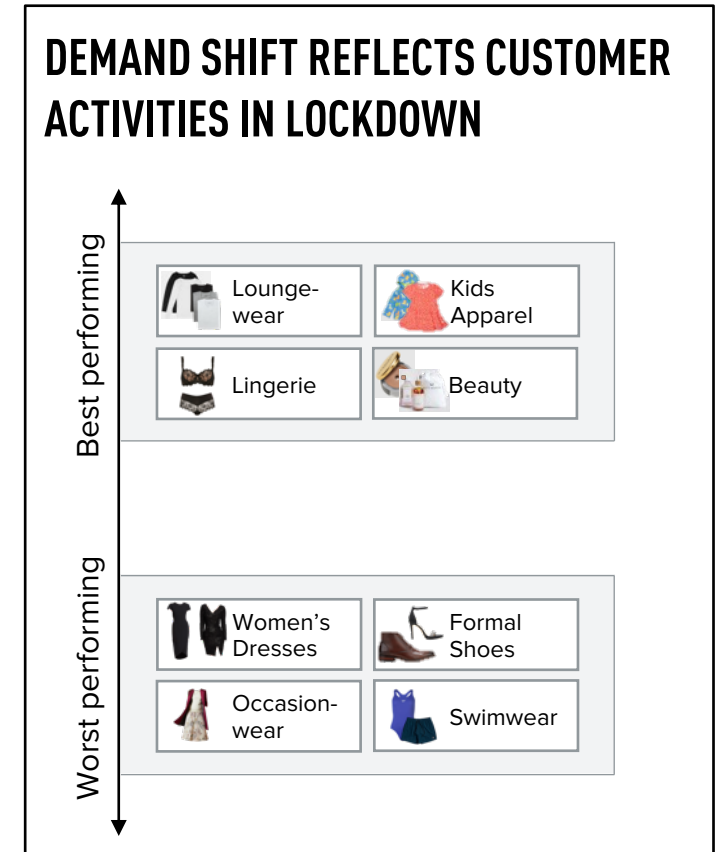 DEMAND SHIFT REFLECTS CUSTOMER
ACTIVITIES IN LOCKDOWN
Best performing
Lounge-
wear
Kids
Apparel
Lingerie
Beauty
Worst performing
Women's
Dresses
Formal
Shoes
Occasion-
wear
Swimwear